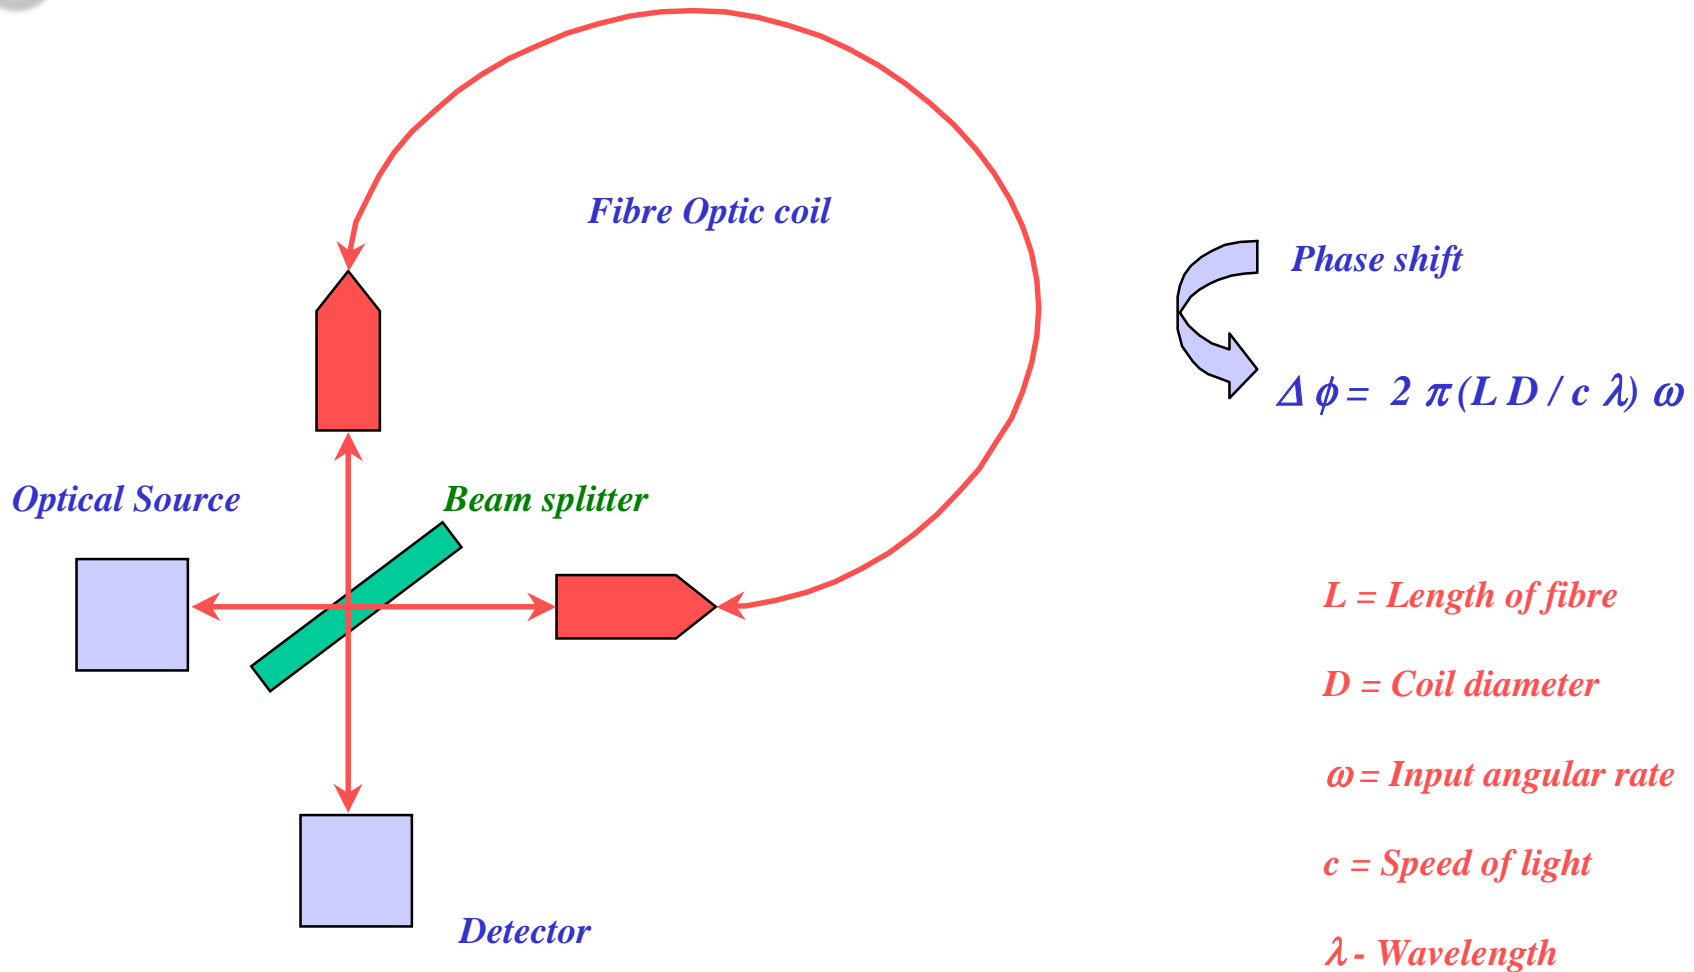 Fibre Optic coil
Phase shift
Δ ϕ = 2 π (L D / c λ) ω
Optical Source
Beam splitter
L = Length of fibre
D = Coil diameter
ω = Input angular rate
c = Speed of light
Detector
λ - Wavelength